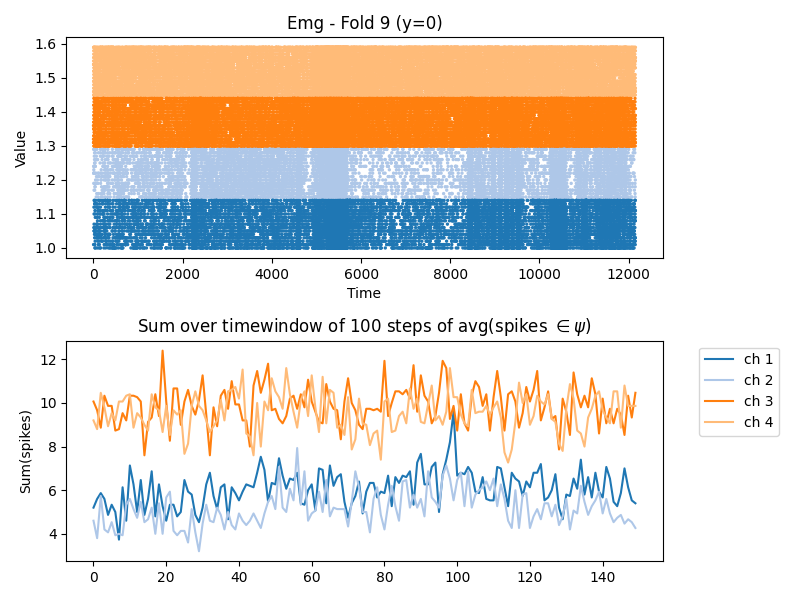 Emg - Fold 9 (y=0)
1.6
1.5
1.4
1.3
1.2
1.1
1.0
Value
0 2000 4000 6000 8000 10000 12000
Time
Sum over timewindow of 100 steps of avg(spikes ∈ψ)
12
10
8
6
4
Sum(spikes)
0 20 40 60 80 100 120 140
ch 1
ch 2
ch 3
ch 4